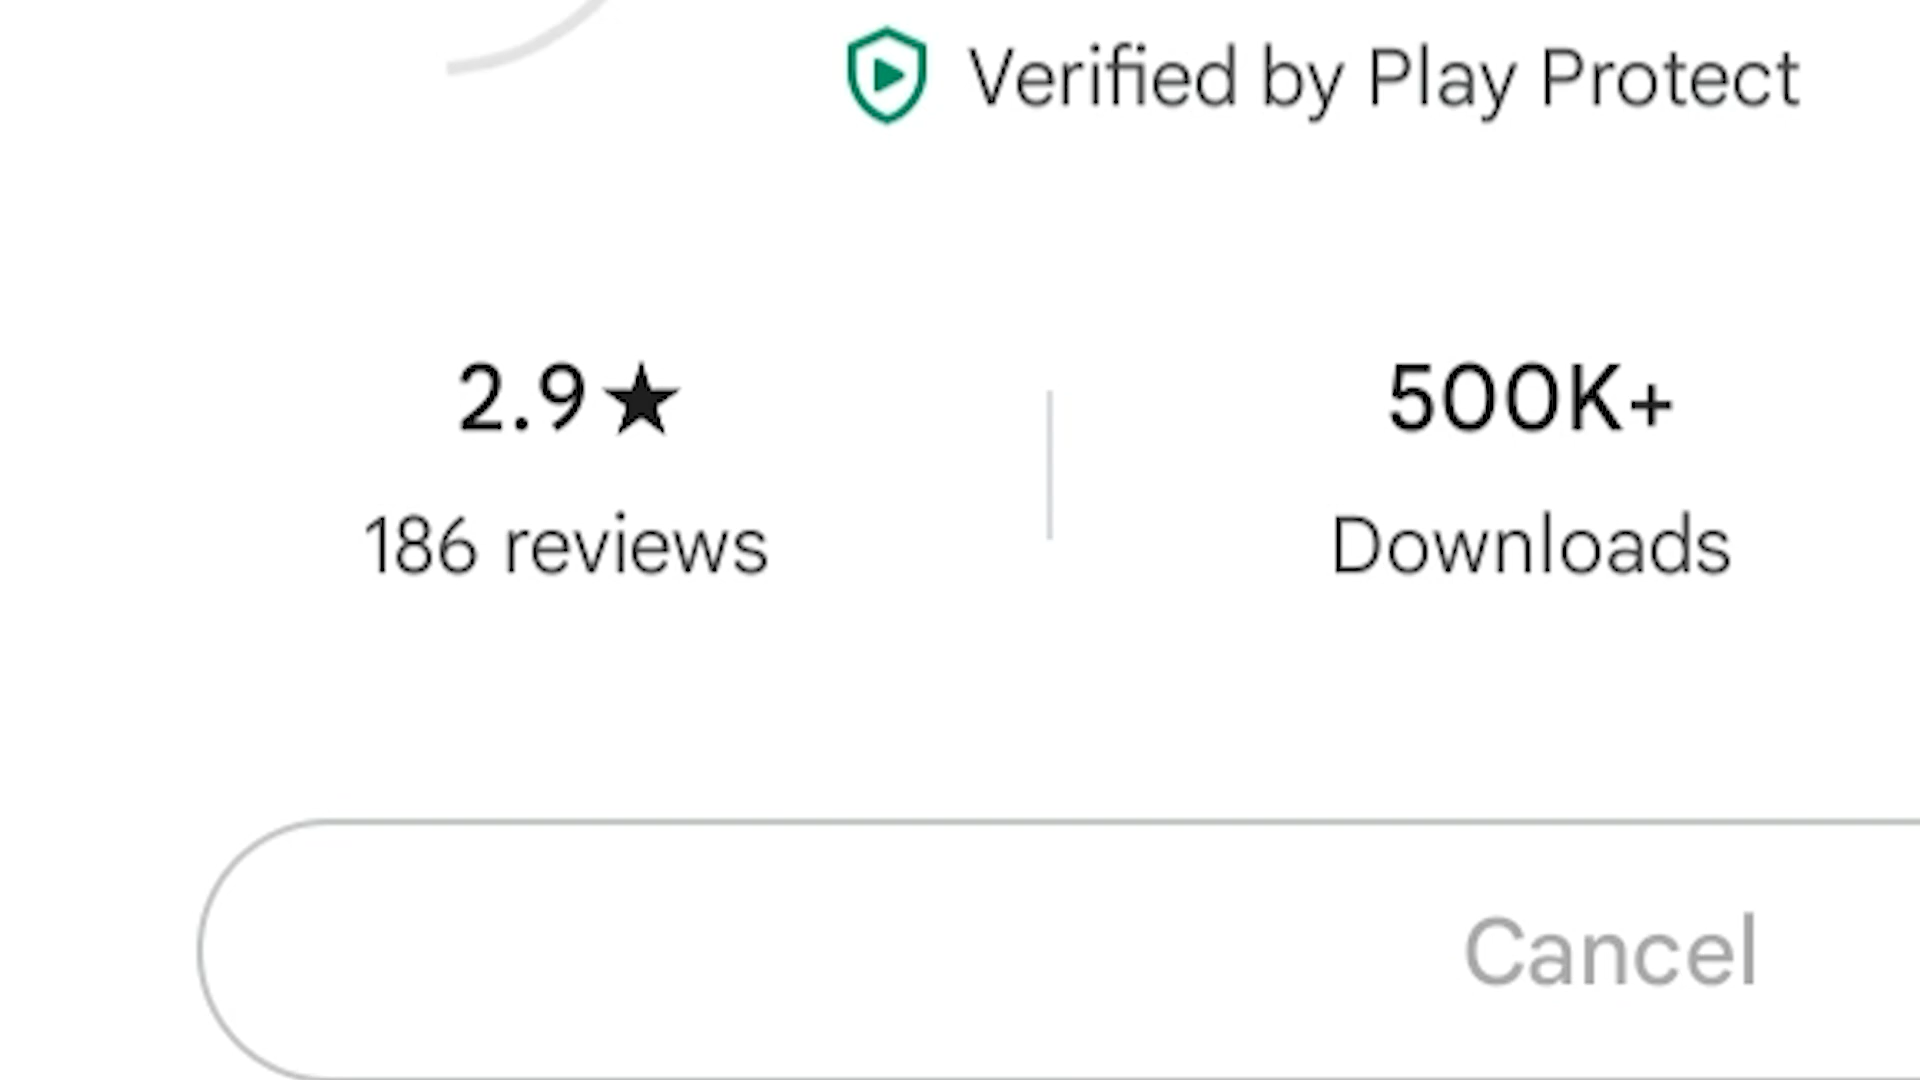 Verified by Play Protect
2.9★ 500K+
186 reviews Downloads
Cancel